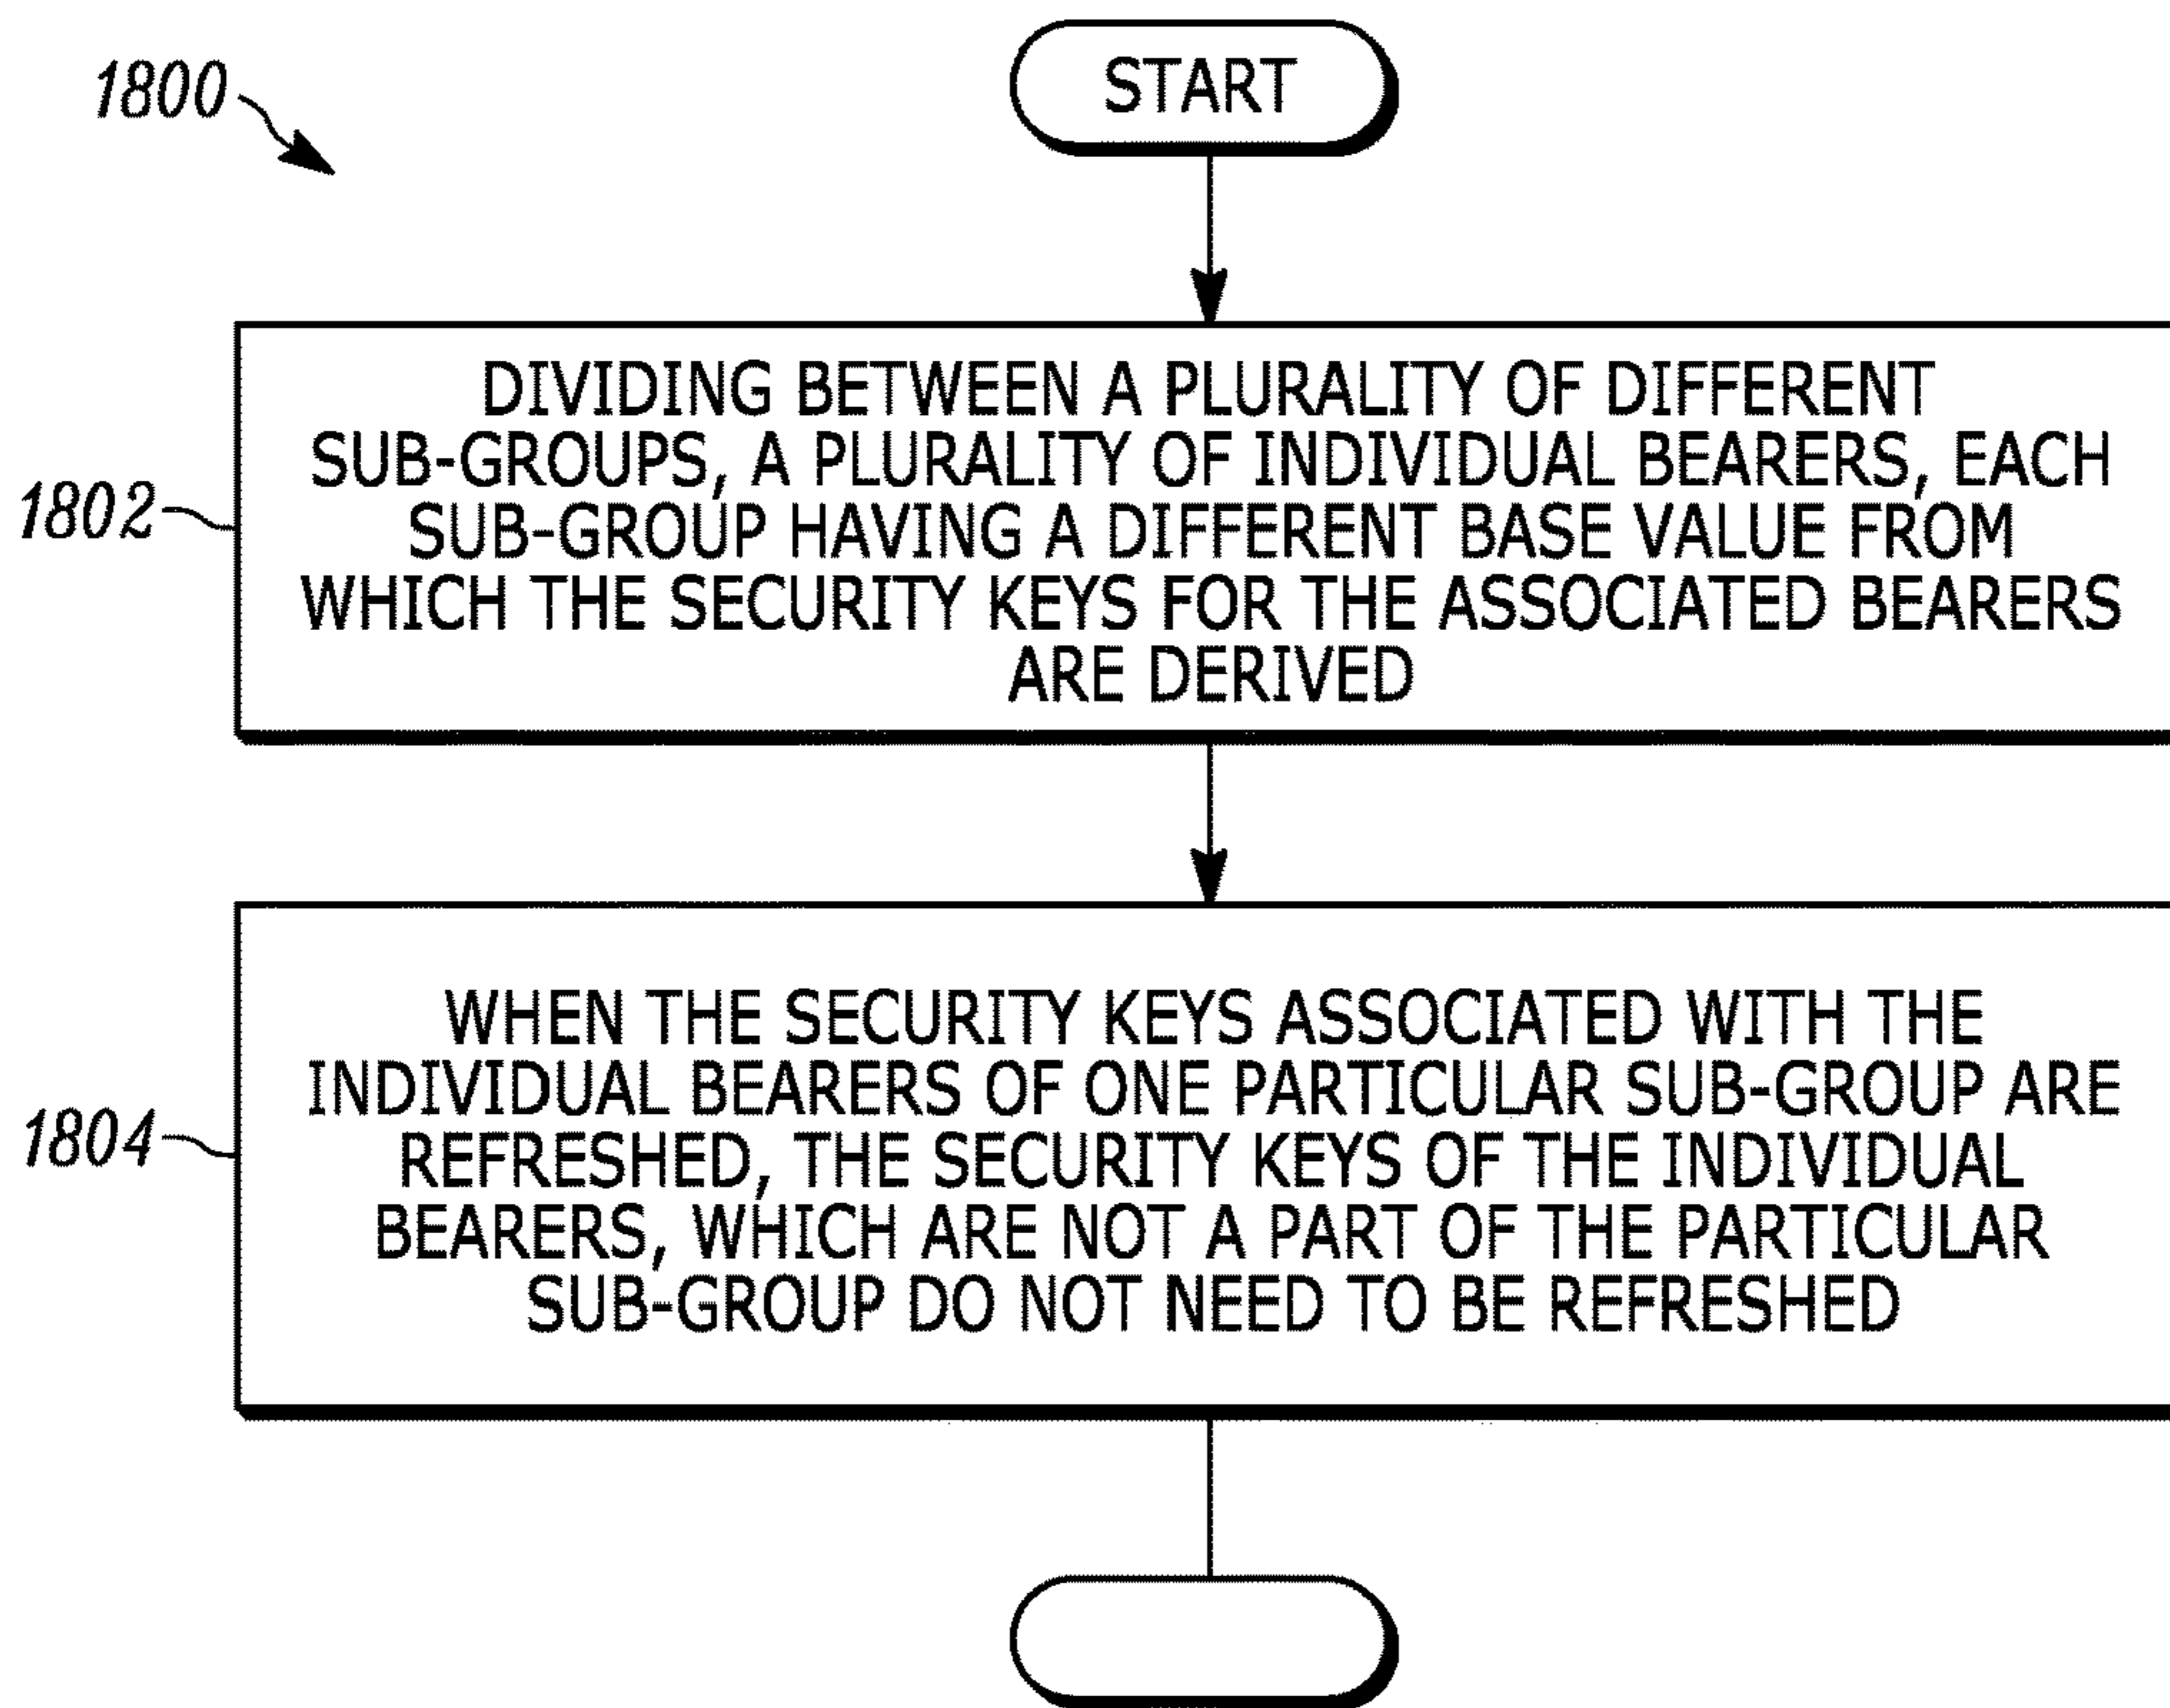 1800
START
1802
DIVIDING BETWEEN A PLURALITY OF DIFFERENT
SUB-GROUPS, A PLURALITY OF INDIVIDUAL BEARERS, EACH
SUB-GROUP HAVING A DIFFERENT BASE VALUE FROM
WHICH THE SECURITY KEYS FOR THE ASSOCIATED BEARERS
ARE DERIVED
1804
WHEN THE SECURITY KEYS ASSOCIATED WITH THE
INDIVIDUAL BEARERS OF ONE PARTICULAR SUB-GROUP ARE
REFRESHED, THE SECURITY KEYS OF THE INDIVIDUAL
BEARERS, WHICH ARE NOT A PART OF THE PARTICULAR
SUB-GROUP DO NOT NEED TO BE REFRESHED